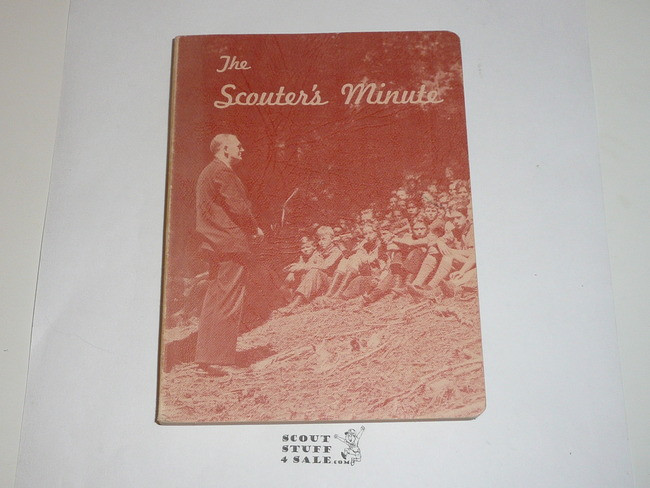 The
Scouter's Minute
SCOUT
STUFF
4 SALE.COM